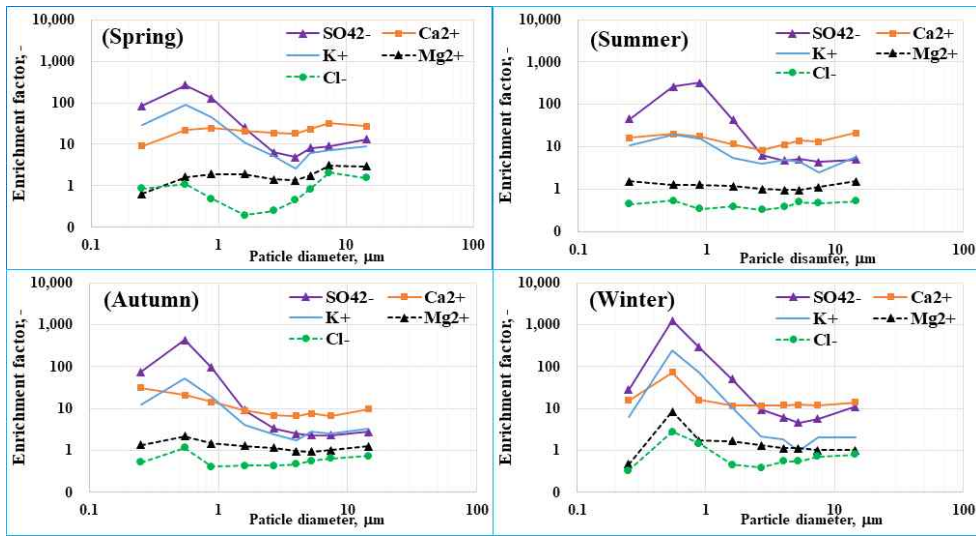 (Spring)
SO42-
Ca2+
K+
Mg2+
Cl-
Enrichment factor, -
10,000
1,000
100
10
1
0
0.1
1
10
100
Paticle diameter, μm
(Summer)
SO42-
Ca2+
K+
Mg2+
Cl-
Enrichment factor, -
10,000
1,000
100
10
1
0
0.1
1
10
100
Paricle disamter, μm
(Autumn)
SO42-
Ca2+
K+
Mg2+
Cl-
Enrichment factor, -
10,000
1,000
100
10
1
0
0.1
1
10
100
Paticle diameter, μm
(Winter)
SO42-
Ca2+
K+
Mg2+
Cl-
Enrichment factor, -
10,000
1,000
100
10
1
0
0.1
1
10
100
Particle diameter, μm